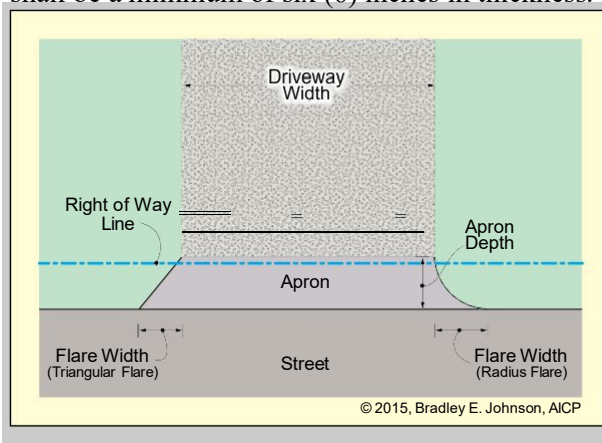 shall be a minimum of six (6) inches in thickness.
Driveway
Width
Right of Way
Line
Apron
Depth
Apron
Flare Width
(Triangular Flare)
Street
Flare Width
(Radius Flare)
© 2015, Bradley E. Johnson, AICP